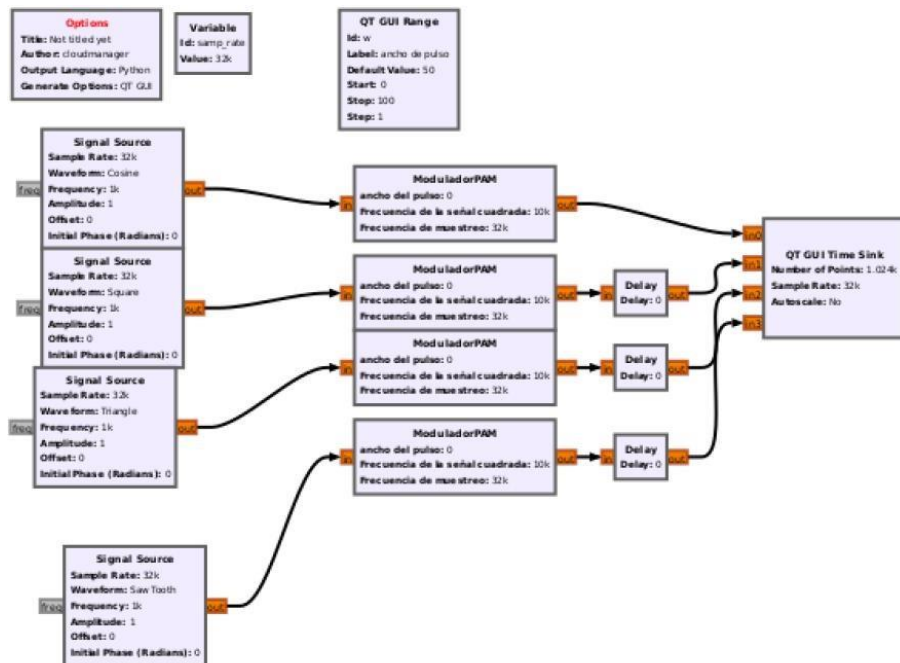 Options
Title: Not titled yet
Author: cloudmanager
Output Language: Python
Generate Options: QT GUI
Variable
Id: samp_rate
Value: 32k
QT GUI Range
Id: w
Label: ancho de pulso
Default Value: 50
Start: 0
Stop: 100
Step: 1
Signal Source
Sample Rate: 32k
Waveform: Cosine
Frequency: 1k
Amplitude: 1
Offset: 0
Initial Phase (Radians): 0
freq
out
ModuladorPAM
ancho del pulso: 0
Frecuencia de la señal cuadrada: 10k
Frecuencia de muestreo: 32k
in
out
Signal Source
Sample Rate: 32k
Waveform: Square
Frequency: 1k
Amplitude: 1
Offset: 0
Initial Phase (Radians): 0
freq
out
ModuladorPAM
ancho del pulso: 0
Frecuencia de la señal cuadrada: 10k
Frecuencia de muestreo: 32k
in
out
Delay
Delay: 0
in
out
QT GUI Time Sink
Number of Points: 1.024k
Sample Rate: 32k
Autoscale: No
in0
in1
in2
in3
Signal Source
Sample Rate: 32k
Waveform: Triangle
Frequency: 1k
Amplitude: 1
Offset: 0
Initial Phase (Radians): 0
freq
out
ModuladorPAM
ancho del pulso: 0
Frecuencia de la señal cuadrada: 10k
Frecuencia de muestreo: 32k
in
out
Delay
Delay: 0
in
out
ModuladorPAM
ancho del pulso: 0
Frecuencia de la señal cuadrada: 10k
Frecuencia de muestreo: 32k
in
out
Delay
Delay: 0
in
out
Signal Source
Sample Rate: 32k
Waveform: Saw Tooth
Frequency: 1k
Amplitude: 1
Offset: 0
Initial Phase (Radians): 0
freq
out